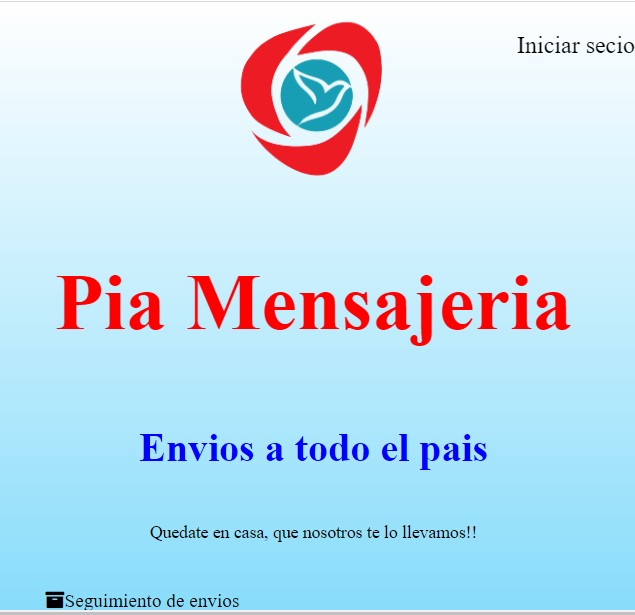 Iniciar secio
Pia Mensajeria
Envios a todo el pais
Quedate en casa, que nosotros te lo llevamos!!
Seguimiento de envios